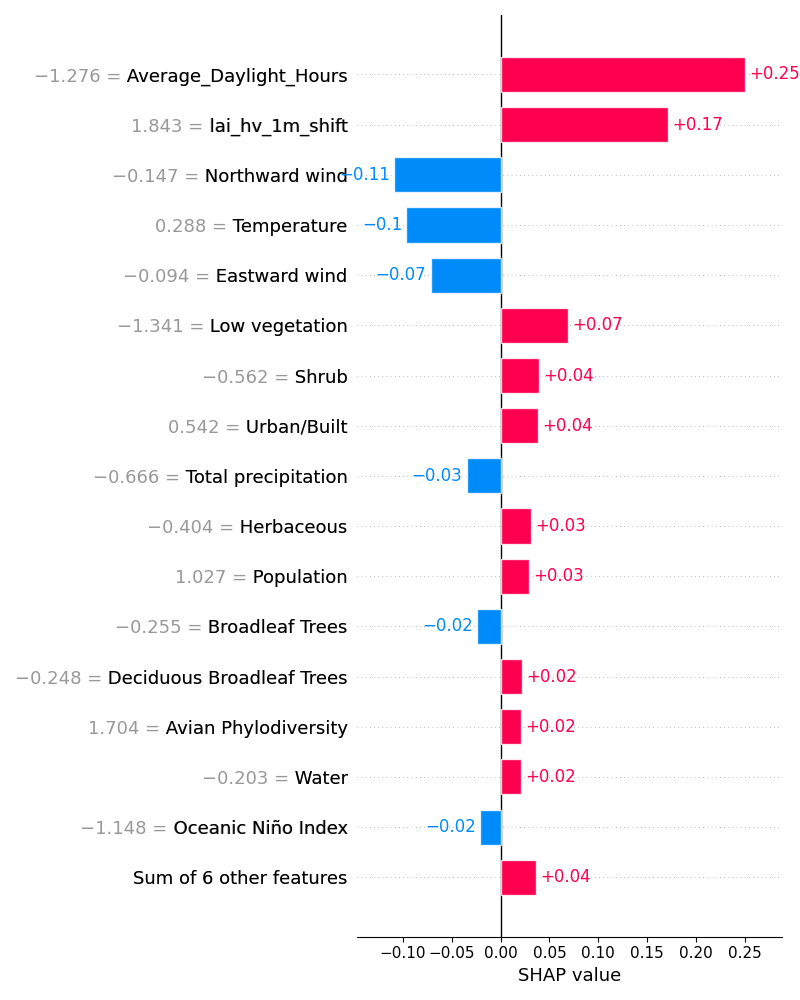 −1.276 = Average_Daylight_Hours +0.25
1.843 = lai_hv_1m_shift +0.17
−0.147 = Northward wind −0.11
0.288 = Temperature −0.1
−0.094 = Eastward wind −0.07
−1.341 = Low vegetation +0.07
−0.562 = Shrub +0.04
0.542 = Urban/Built +0.04
−0.666 = Total precipitation −0.03
−0.404 = Herbaceous +0.03
1.027 = Population +0.03
−0.255 = Broadleaf Trees −0.02
−0.248 = Deciduous Broadleaf Trees +0.02
1.704 = Avian Phylodiversity +0.02
−0.203 = Water +0.02
−1.148 = Oceanic Niño Index −0.02
Sum of 6 other features +0.04
−0.10 −0.05 0.00 0.05 0.10 0.15 0.20 0.25
SHAP value